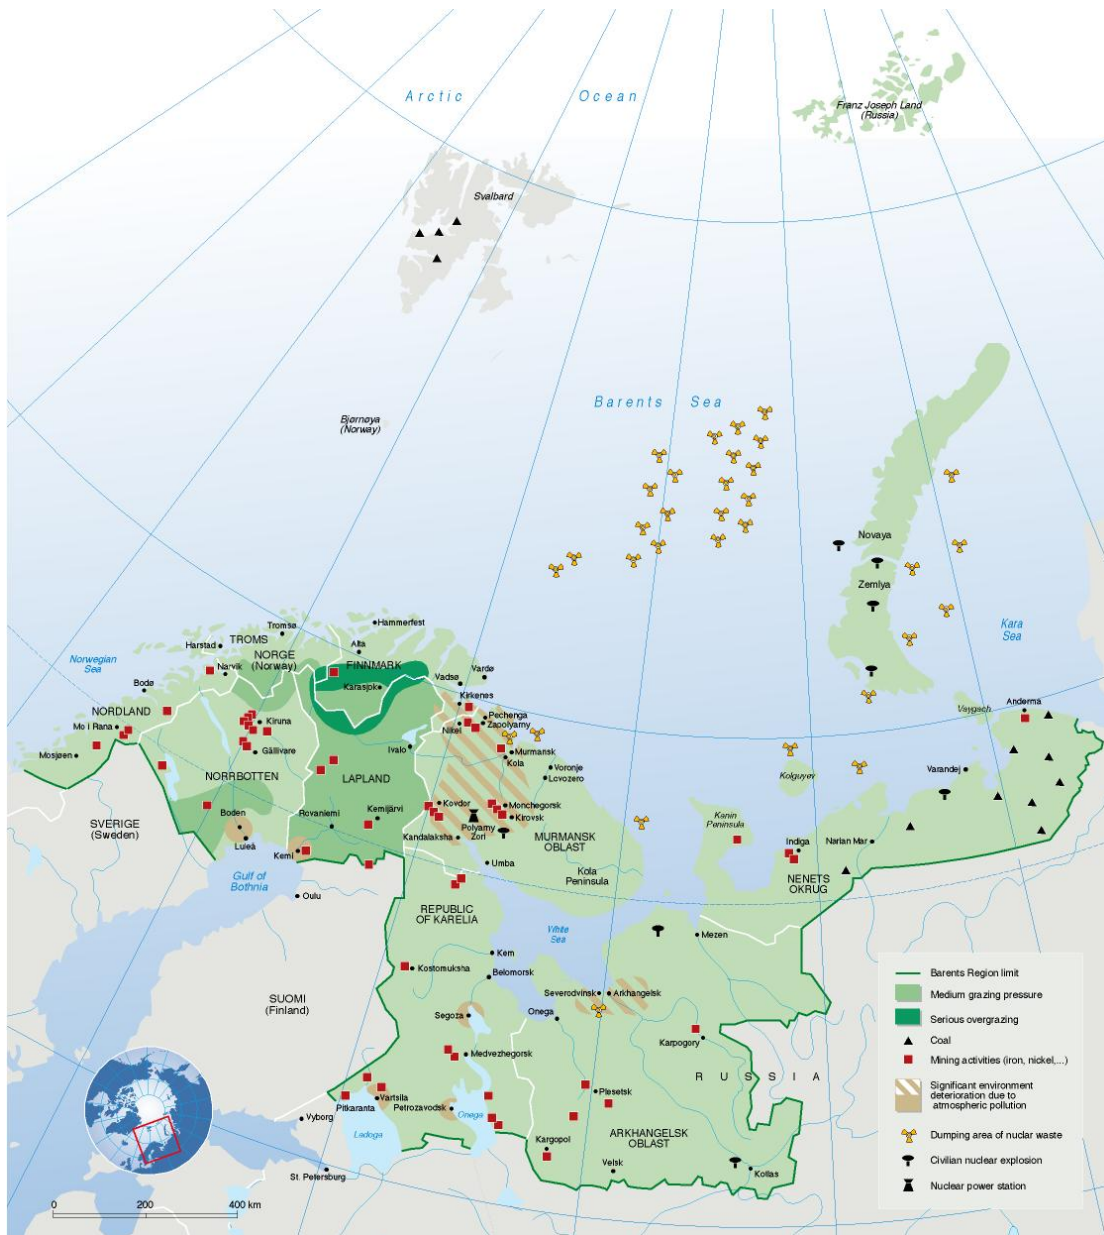 Arctic Ocean
Franz Joseph Land
(Russia)
Svalbard
Barents Sea
Bjørnøya
(Norway)
Novaya
Zemlya
Kara
Sea
Hammerfest
Tromsø
TROMS
Harstad
NORGE
(Norway)
Alta
FINNMARK
Norwegian
Sea
Narvik
Vardø
Vadsø
Karasjok
Kirkenes
Bodø
NORDLAND
Vaygach
Anderma
Pechenga
Zapolyarny
Nikel
Mo i Rana
Kiruna
Mosjøen
Gällivare
Ivalo
Murmansk
Kola
Kolguyev
Varandej
Voronje
Lovozero
NORRBOTTEN
LAPLAND
Kovdor
Monchegorsk
Kirovsk
Kemijärvi
Rovaniemi
Boden
SVERIGE
(Sweden)
Polyarny
Zori
Kandalaksha
MURMANSK
OBLAST
Kanin
Peninsula
Narian Mar
Indiga
Luleå
Kemi
Umba
Kola
Peninsula
NENETS
OKRUG
Gulf of
Bothnia
Oulu
REPUBLIC
OF KARELIA
White
Sea
Mezen
Kem
Kostomuksha
Belomorsk
SUOMI
(Finland)
Severodvinsk
Arkhangelsk
Onega
Segoza
Karpogory
Medvezhegorsk
RUSSIA
Plesetsk
Vartsila
Pitkaranta
Petrozavodsk
Onega
Vyborg
Ladoga
ARKHANGELSK
OBLAST
Kargopol
Velsk
Kotlas
St. Petersburg
0 200 400 km
Barents Region limit
Medium grazing pressure
Serious overgrazing
Coal
Mining activities (iron, nickel,...)
Significant environment
deterioration due to
atmospheric pollution
Dumping area of nuclar waste
Civilian nuclear explosion
Nuclear power station